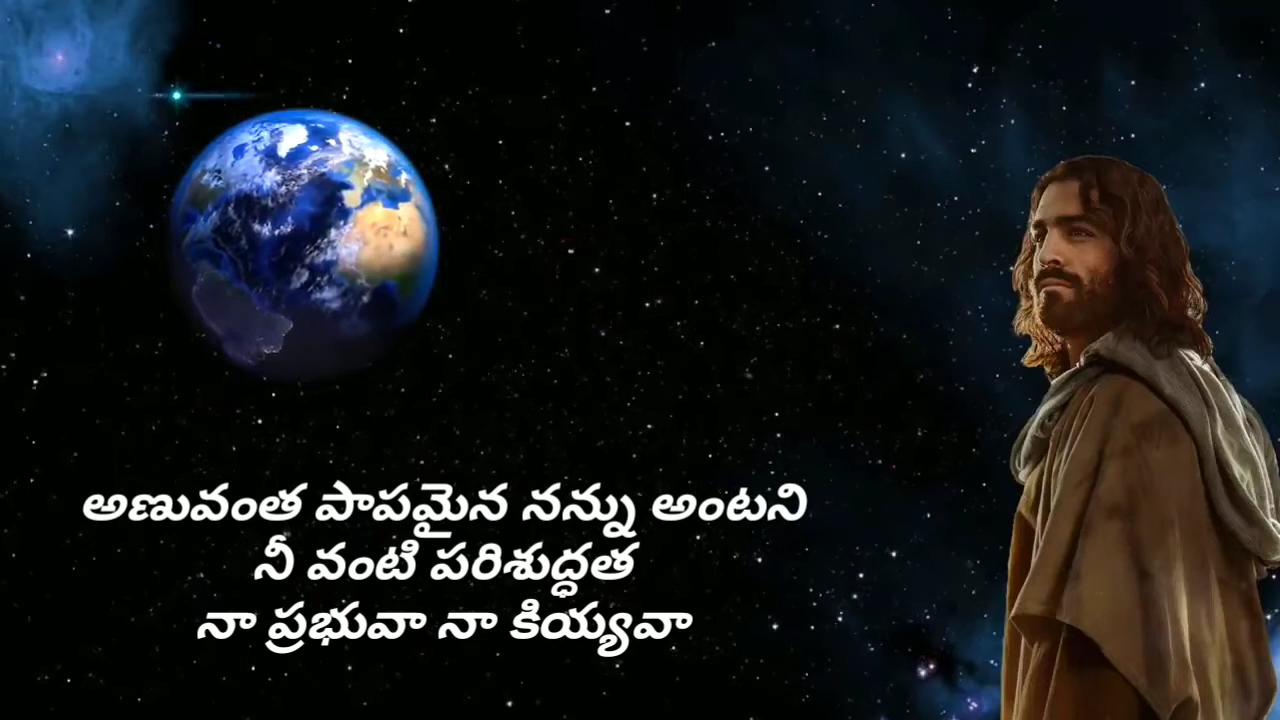 అణువంత పాపమైన నన్ను అంటని
నీ వంటి పరిశుద్ధత
నా ప్రభువా నా కియ్యవా